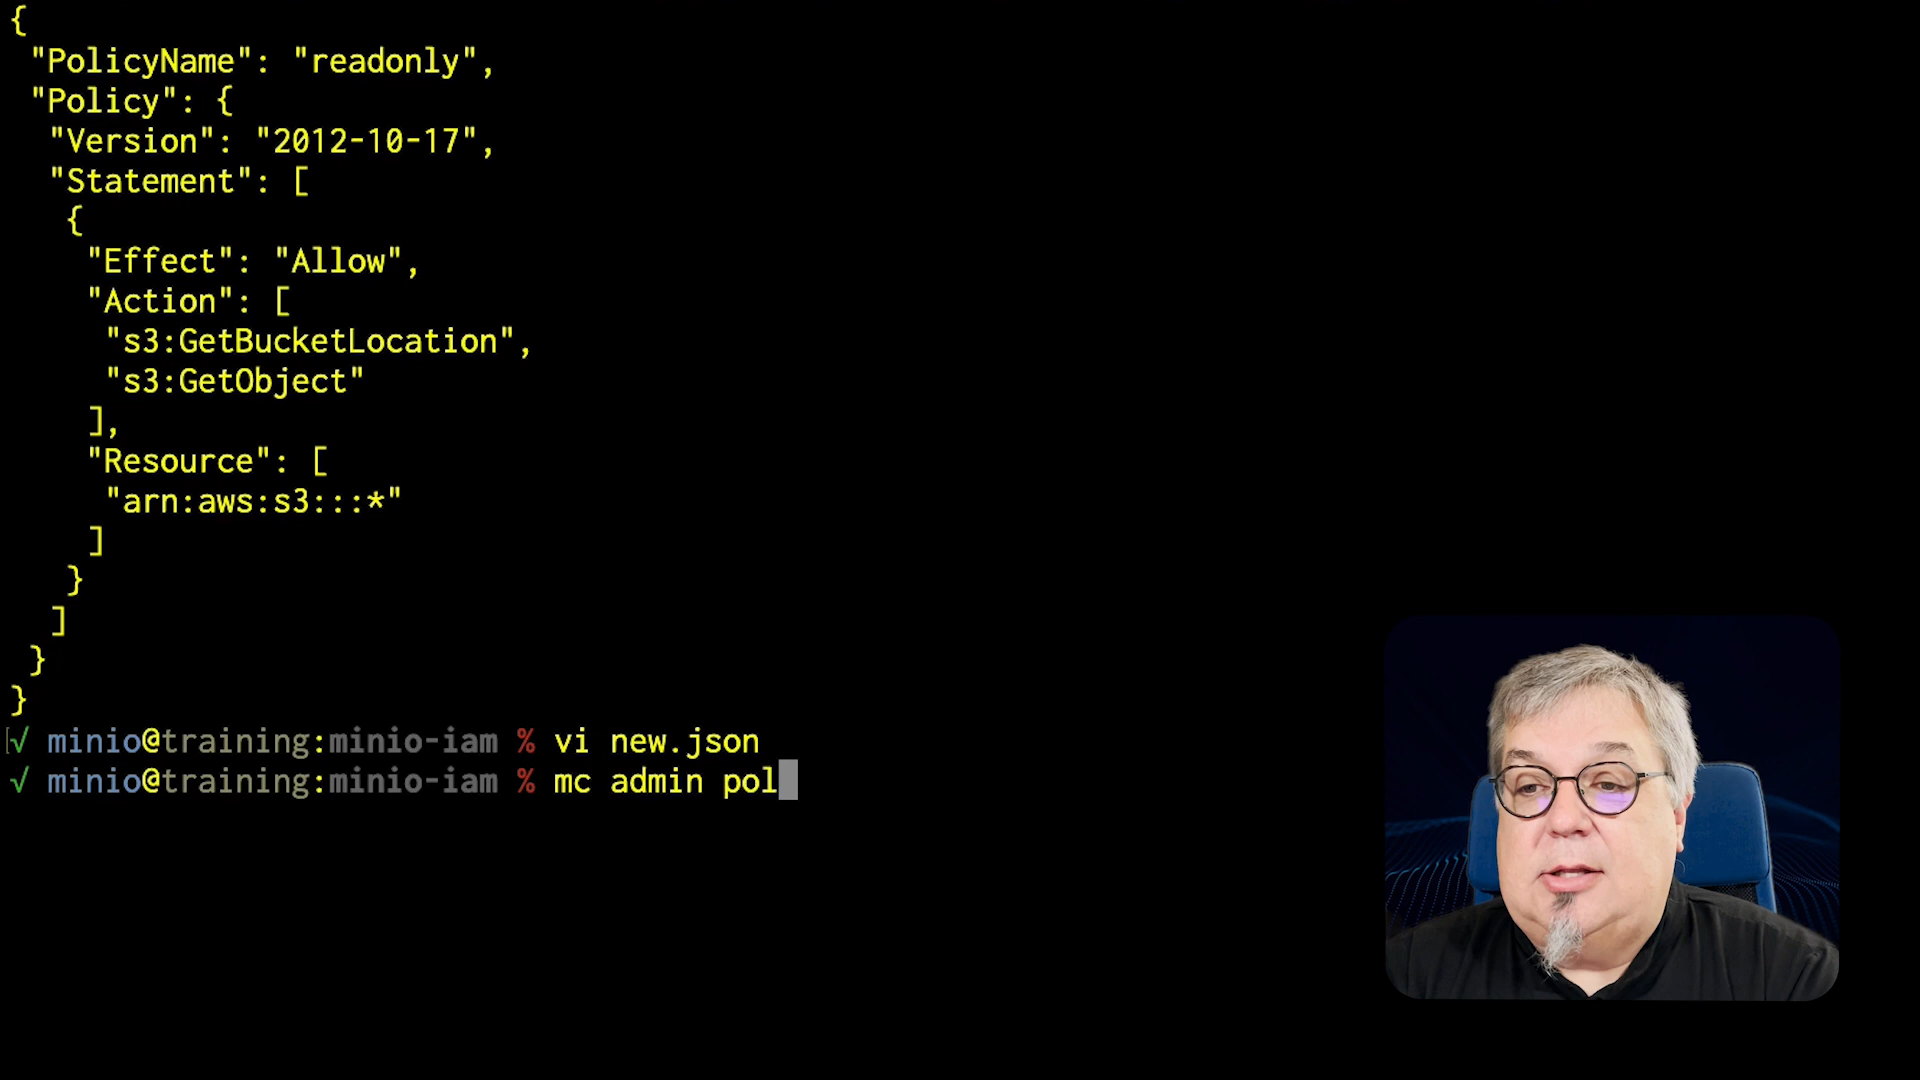 {
"PolicyName": "readonly",
"Policy": {
"Version": "2012-10-17",
"Statement": [
{
"Effect": "Allow",
"Action": [
"s3:GetBucketLocation",
"s3:GetObject"
],
"Resource": [
"arn:aws:s3:::*"
]
}
]
}
}
[√ minio@training:minio-iam % vi new.json
√ minio@training:minio-iam % mc admin pol